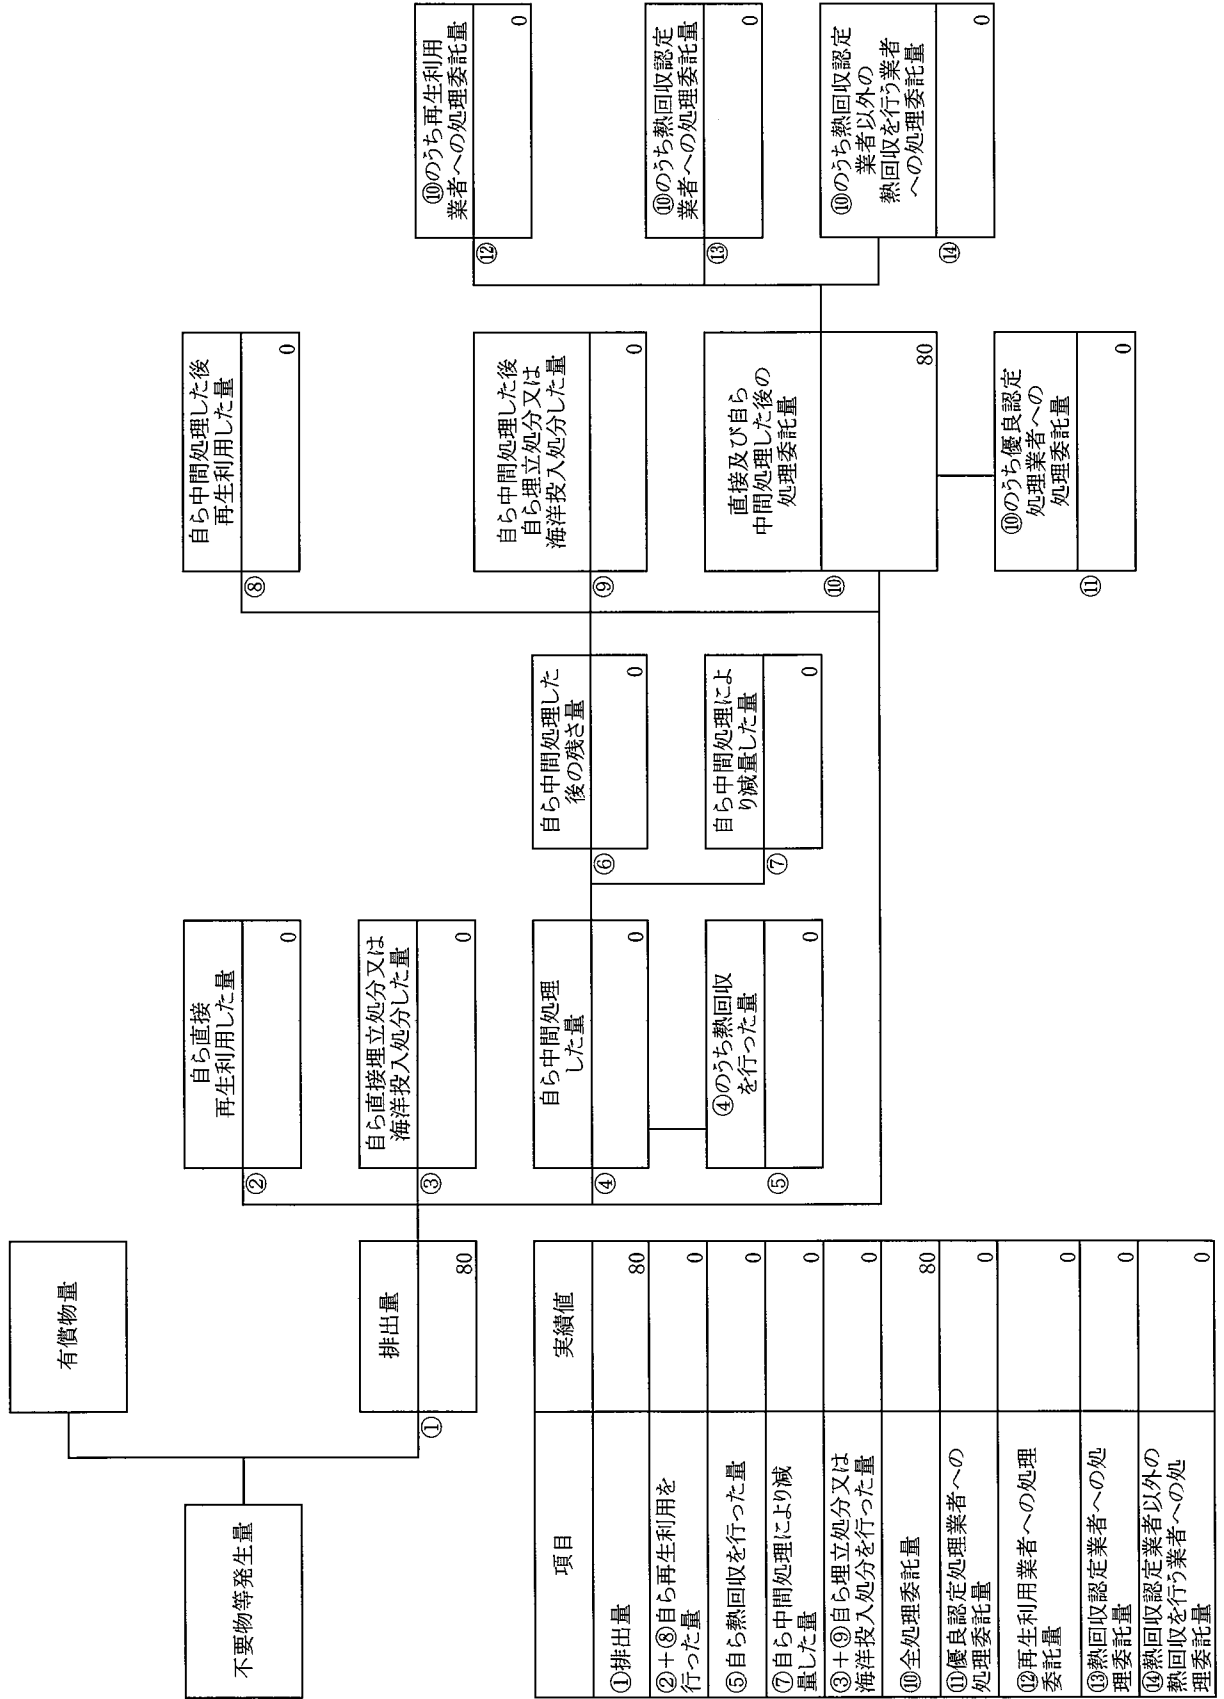 不要物等発生量
有償物量
排出量
①
80
自ら直接
再生利用した量
②
0
自ら直接埋立処分又は
海洋投入処分した量
③
0
自ら中間処理
した量
④
0
④のうち熱回収
を行った量
⑤
0
自ら中間処理した
後の残さ量
⑥
0
自ら中間処理によ
り減量した量
⑦
0
自ら中間処理した後
再生利用した量
⑧
0
自ら中間処理した後
自ら埋立処分又は
海洋投入処分した量
⑨
0
直接及び自ら
中間処理した後の
処理委託量
⑩
80
⑩のうち優良認定
処理業者への
処理委託量
⑪
0
⑩のうち再生利用
業者への処理委託量
⑫
0
⑩のうち熱回収認定
業者への処理委託量
⑬
0
⑩のうち熱回収認定
業者以外の
熱回収を行う業者
への処理委託量
⑭
0
項目 実績値
①排出量 80
②+⑧自ら再生利用を
行った量 0
⑤自ら熱回収を行った量 0
⑦自ら中間処理により減
量した量 0
③+⑨自ら埋立処分又は
海洋投入処分を行った量 0
⑩全処理委託量 80
⑪優良認定処理業者への
処理委託量 0
⑫再生利用業者への処理
委託量 0
⑬熱回収認定業者への処
理委託量 0
⑭熱回収認定業者以外の
熱回収を行う業者への処
理委託量 0